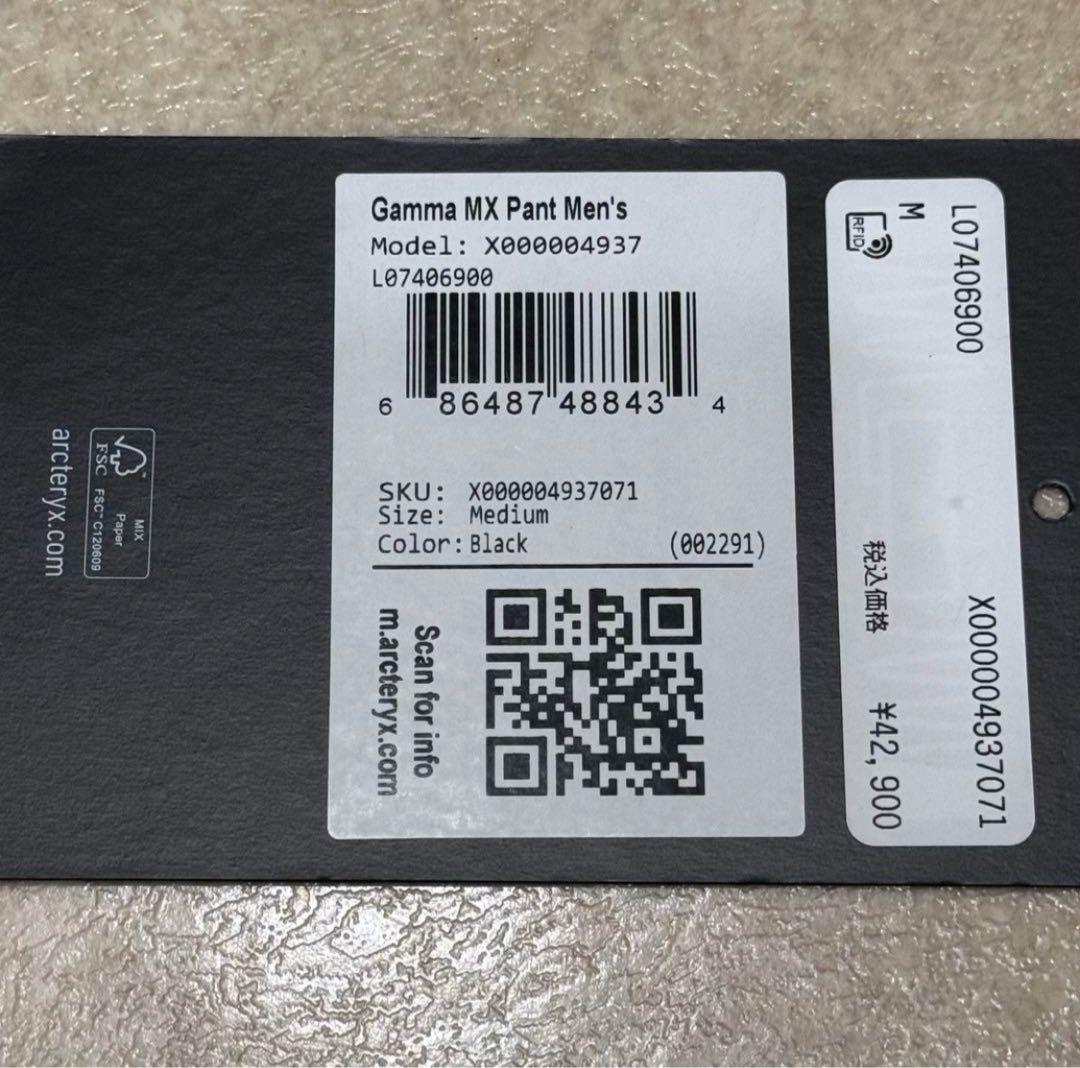 Gamma MX Pant Men's
Model: X000004937
L07406900
6 86487 48843 4
SKU: X000004937071
Size: Medium
Color: Black (002291)
Scan for info
m.arcteryx.com
L07406900 X000004937071
M
RFID
税込価格 ¥42,900
FSC
MIX
Paper
FSC™ C120609
arcteryx.com